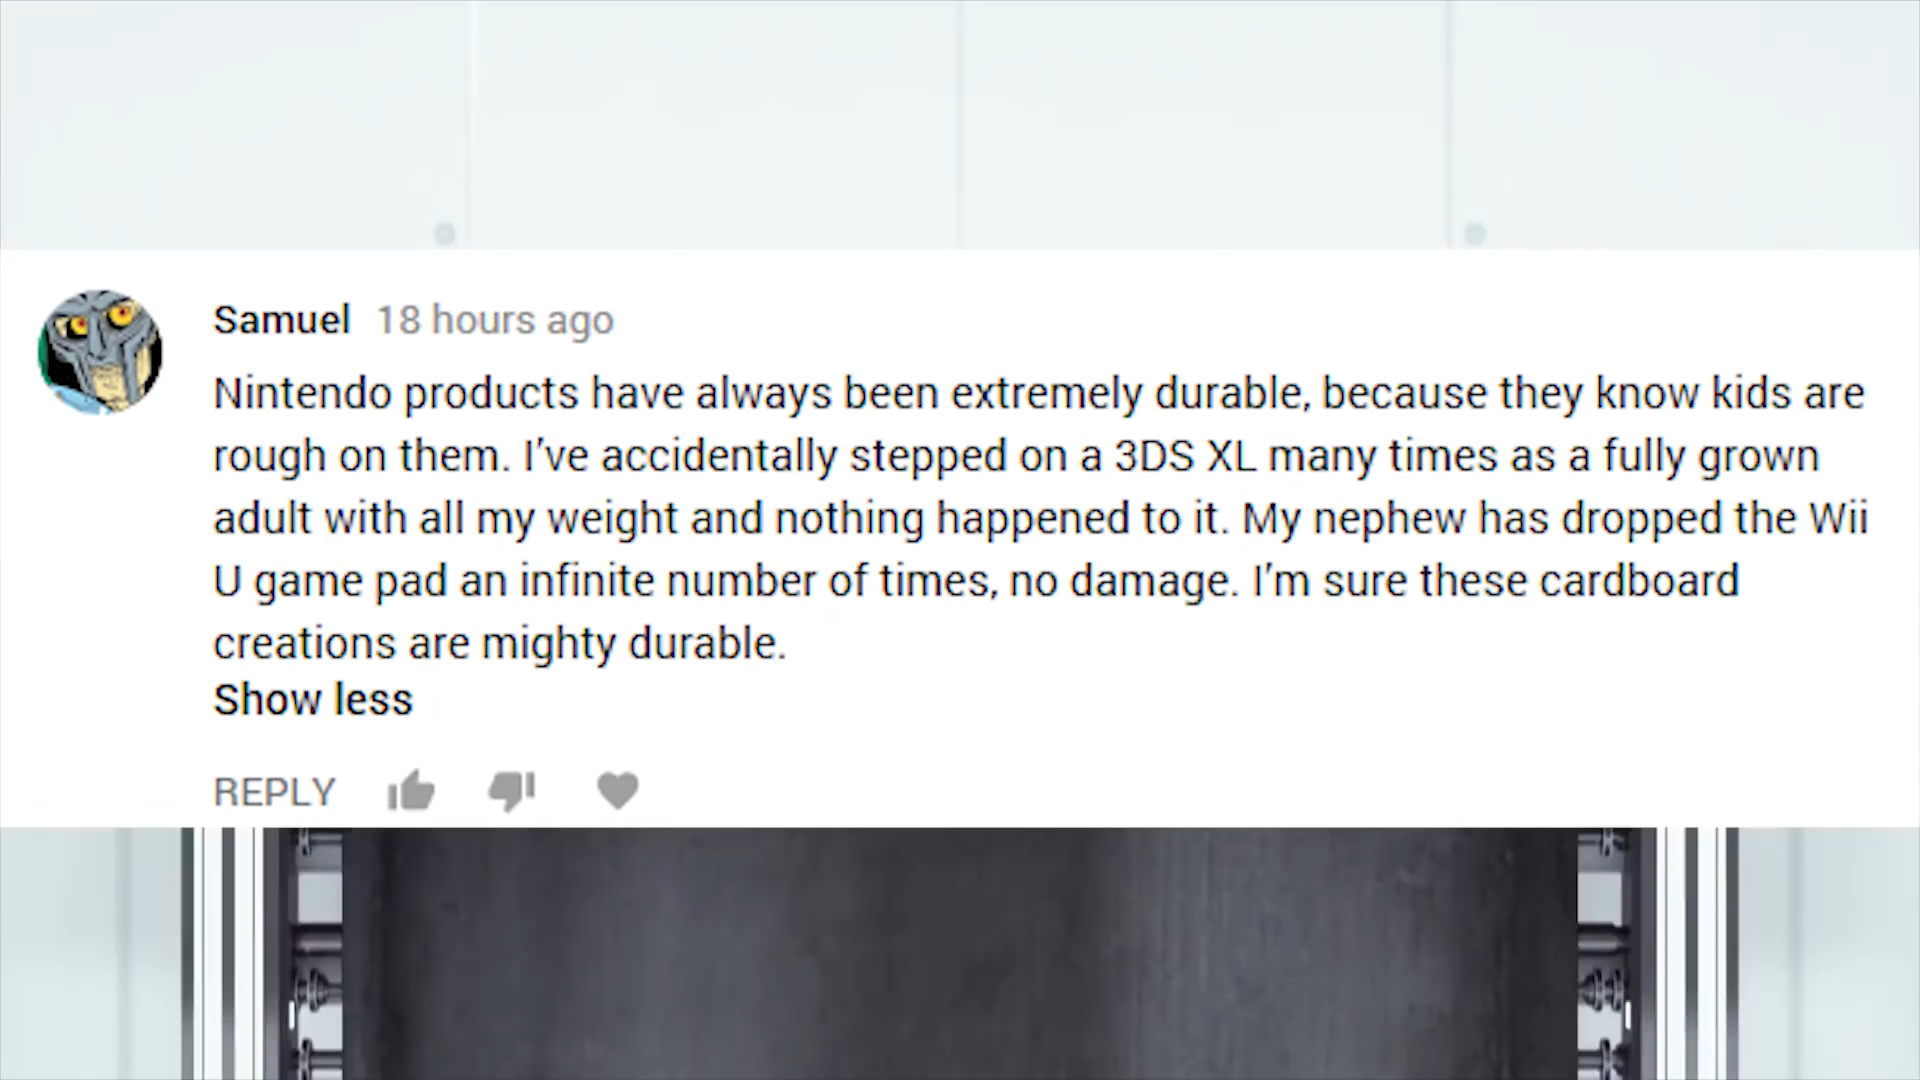 Samuel 18 hours ago
Nintendo products have always been extremely durable, because they know kids are
rough on them. I've accidentally stepped on a 3DS XL many times as a fully grown
adult with all my weight and nothing happened to it. My nephew has dropped the Wii
U game pad an infinite number of times, no damage. I'm sure these cardboard
creations are mighty durable.
Show less
REPLY